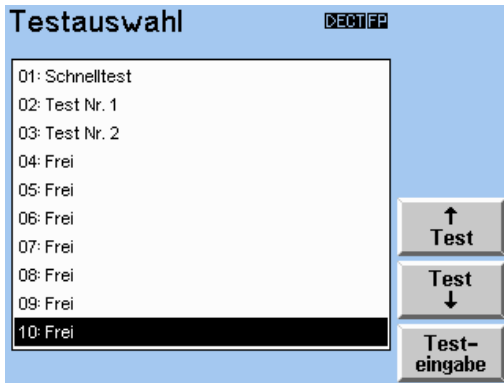 Testauswahl DECT FP
01: Schnelltest
02: Test Nr. 1
03: Test Nr. 2
04: Frei
05: Frei
06: Frei
07: Frei
08: Frei
09: Frei
10: Frei
↑
Test
Test
↓
Test-
eingabe